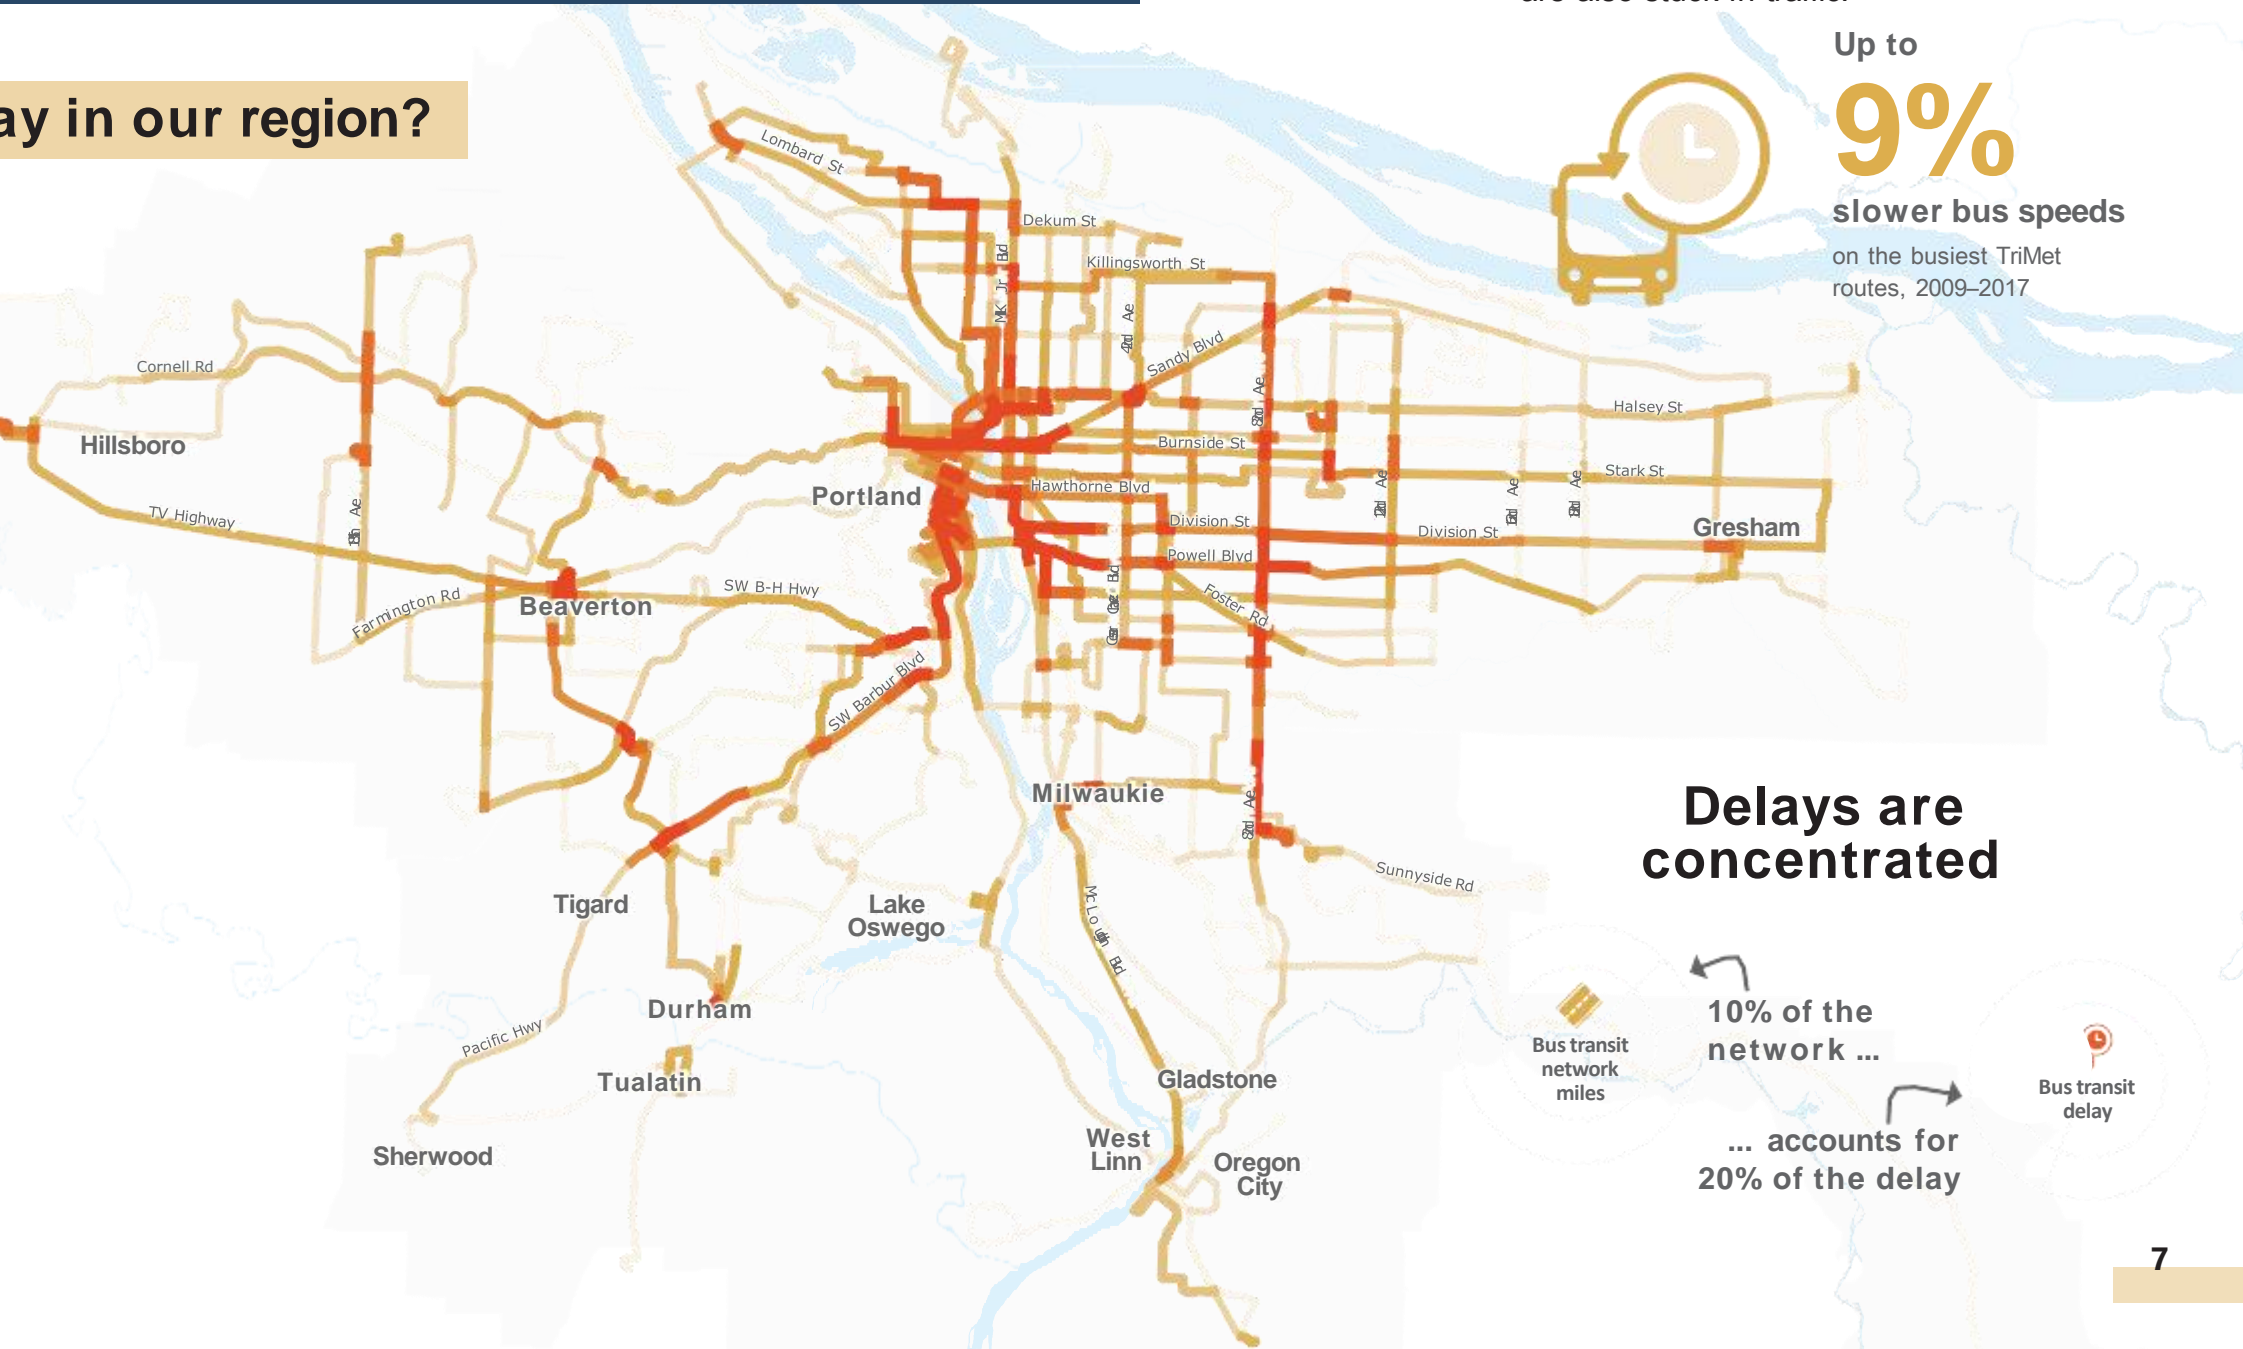 ay in our region?
Up to
9%
slower bus speeds
on the busiest TriMet
routes, 2009–2017
Lombard St
Dekum St
Killingsworth St
Sandy Blvd
Cornell Rd
Halsey St
Hillsboro
Burnside St
Stark St
Portland
Hawthorne Blvd
TV Highway
Division St
Division St
Gresham
Powell Blvd
SW B-H Hwy
Farmington Rd
Beaverton
Foster Rd
SW Barbur Blvd
Milwaukie
Delays are
concentrated
Sunnyside Rd
Tigard
Lake
Oswego
Durham
Pacific Hwy
Tualatin
Gladstone
Sherwood
West
Linn
Oregon
City
Bus transit
network
miles
10% of the
network ...
Bus transit
delay
... accounts for
20% of the delay
7